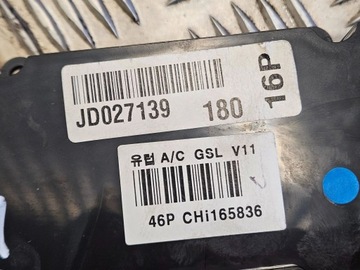 JD027139 180
16P
유럽 A/C GSL V11
46P CHi165836